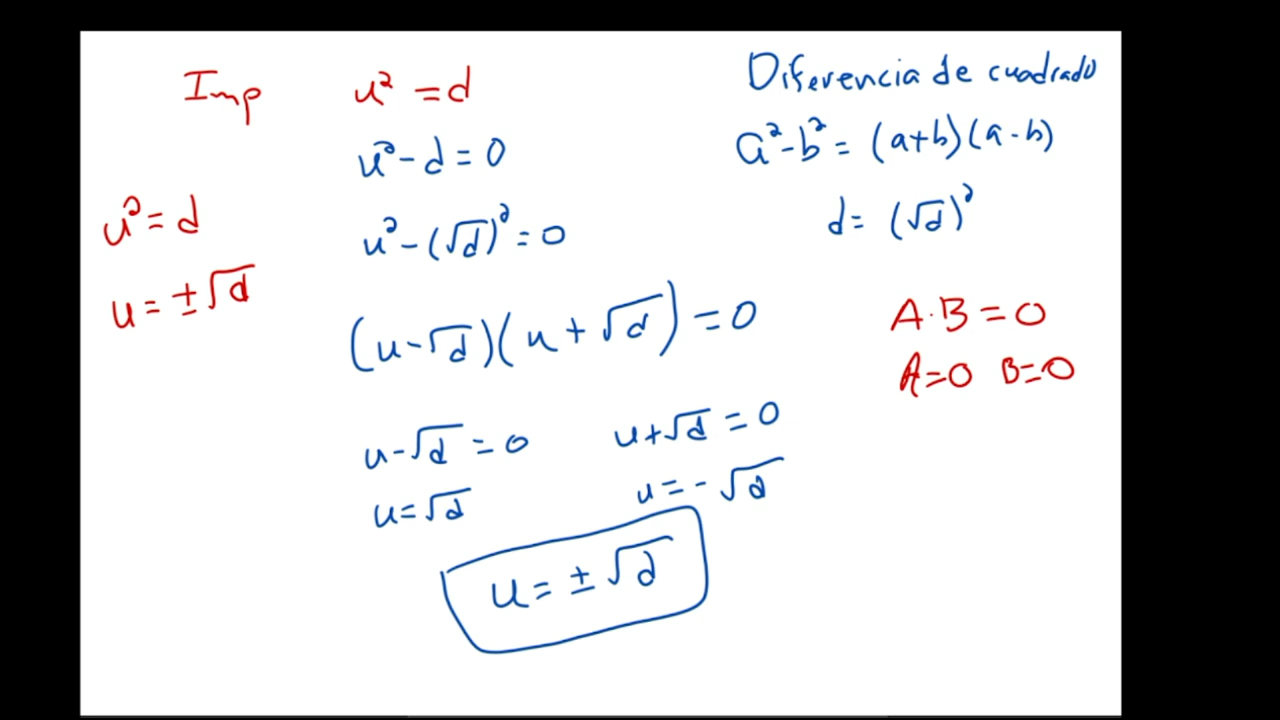 Imp
u² = d
u² = d
u = ±√d
u² - d = 0
u² - (√d)² = 0
(u - √d)(u + √d) = 0
u - √d = 0
u = √d
u + √d = 0
u = - √d
u = ± √d
Diferencia de cuadrado
a² - b² = (a+b)(a-b)
d = (√d)²
A·B = 0
A=0 B=0